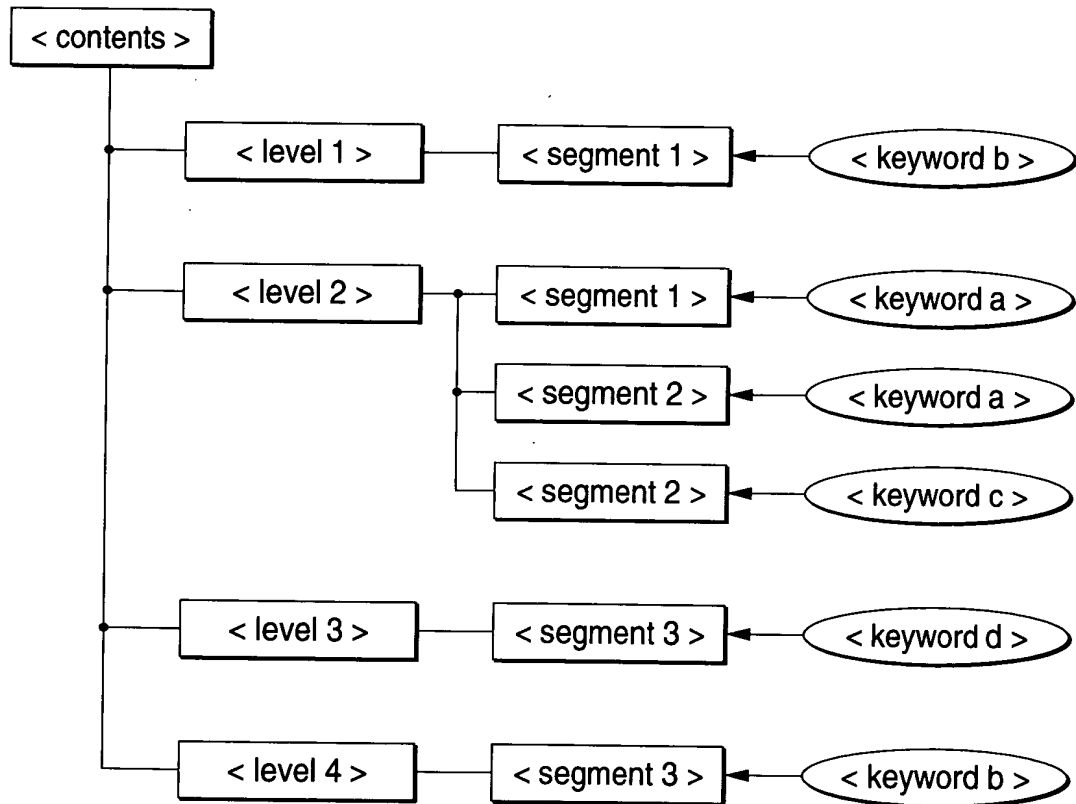 < contents >
< level 1 >
< segment 1 >
< keyword b >
< level 2 >
< segment 1 >
< keyword a >
< segment 2 >
< keyword a >
< segment 2 >
< keyword c >
< level 3 >
< segment 3 >
< keyword d >
< level 4 >
< segment 3 >
< keyword b >